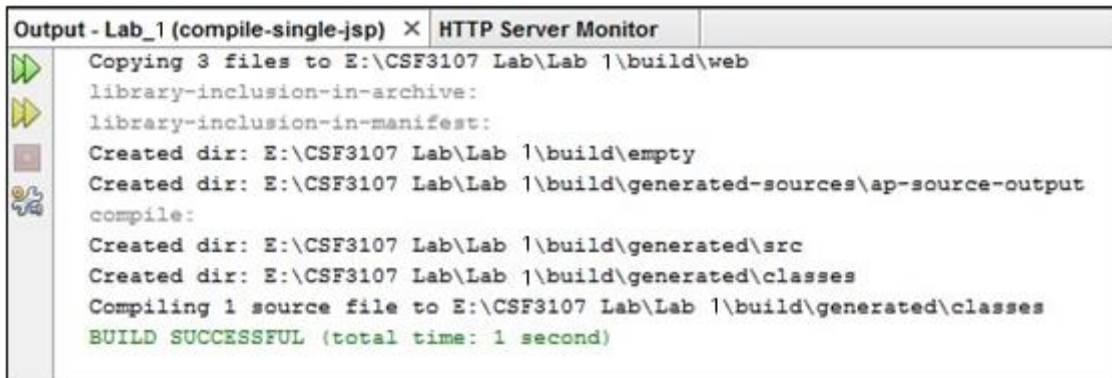 Output - Lab_1 (compile-single-jsp) × HTTP Server Monitor
Copying 3 files to E:\CSF3107 Lab\Lab 1\build\web
library-inclusion-in-archive:
library-inclusion-in-manifest:
Created dir: E:\CSF3107 Lab\Lab 1\build\empty
Created dir: E:\CSF3107 Lab\Lab 1\build\generated-sources\ap-source-output
compile:
Created dir: E:\CSF3107 Lab\Lab 1\build\generated\src
Created dir: E:\CSF3107 Lab\Lab 1\build\generated\classes
Compiling 1 source file to E:\CSF3107 Lab\Lab 1\build\generated\classes
BUILD SUCCESSFUL (total time: 1 second)